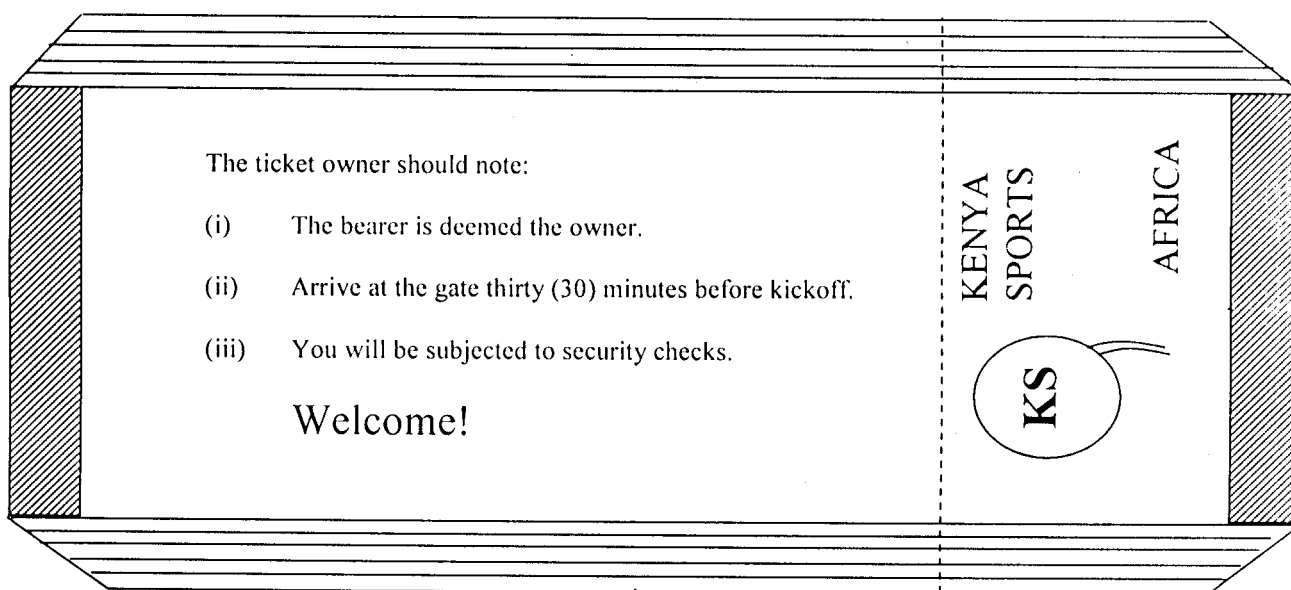 The ticket owner should note:
(i) The bearer is deemed the owner.
(ii) Arrive at the gate thirty (30) minutes before kickoff.
(iii) You will be subjected to security checks.
Welcome!
KENYA
SPORTS
AFRICA
KS